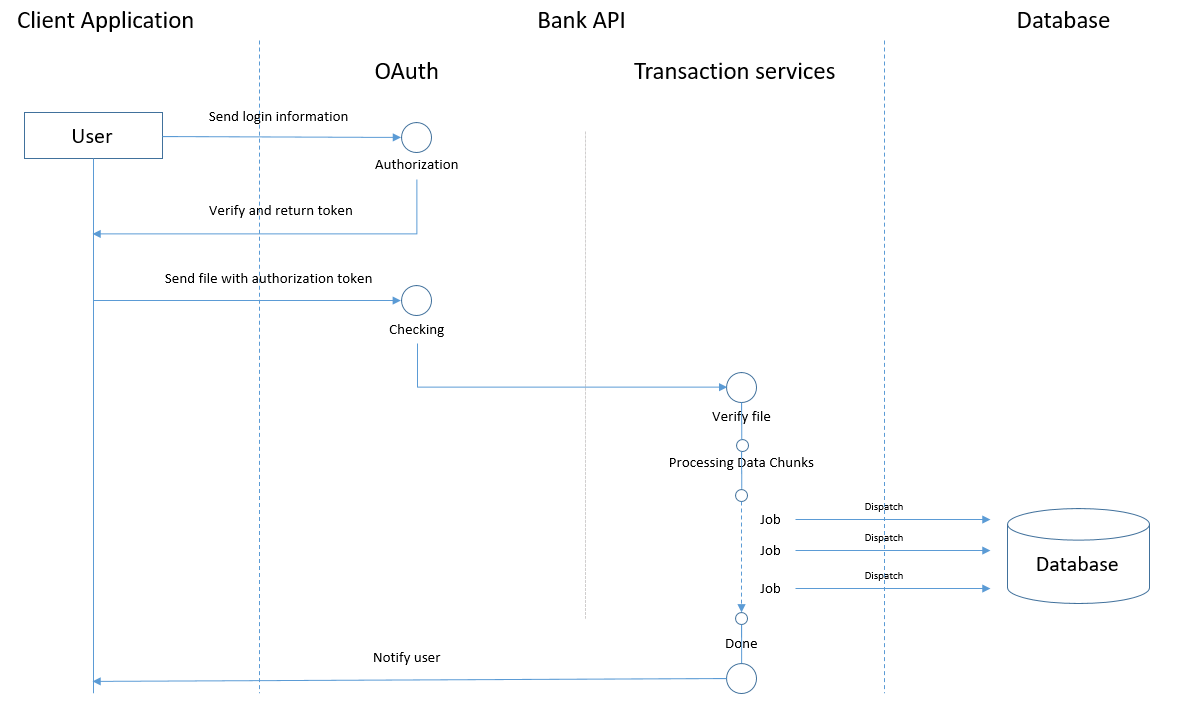 Client Application
Bank API
Database
OAuth
Transaction services
Send login information
User
Authorization
Verify and return token
Send file with authorization token
Checking
Verify file
Processing Data Chunks
Dispatch
Job
Dispatch
Job
Database
Dispatch
Job
Done
Notify user